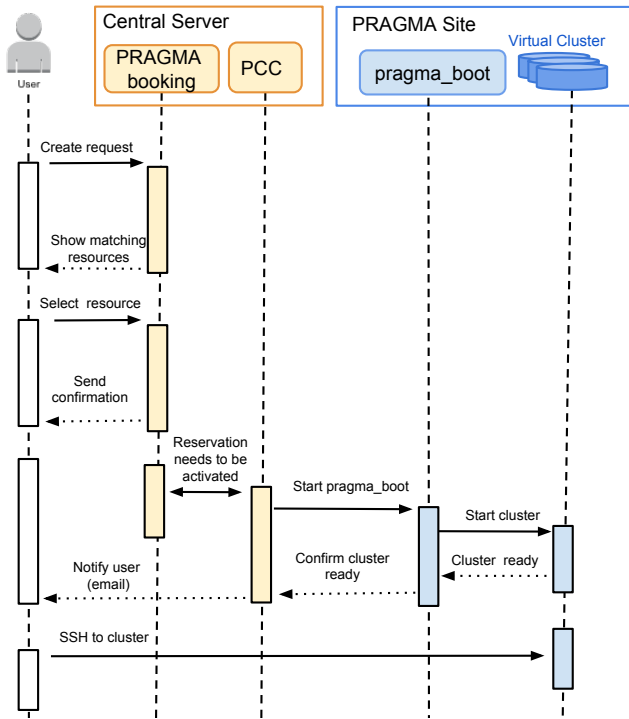 Central Server
PRAGMA Site
PRAGMA
booking
PCC
pragma_boot
Virtual Cluster
User
Create request
Show matching
resources
Select resource
Send
confirmation
Reservation
needs to be
activated
Start pragma_boot
Start cluster
Cluster ready
Confirm cluster
ready
Notify user
(email)
SSH to cluster